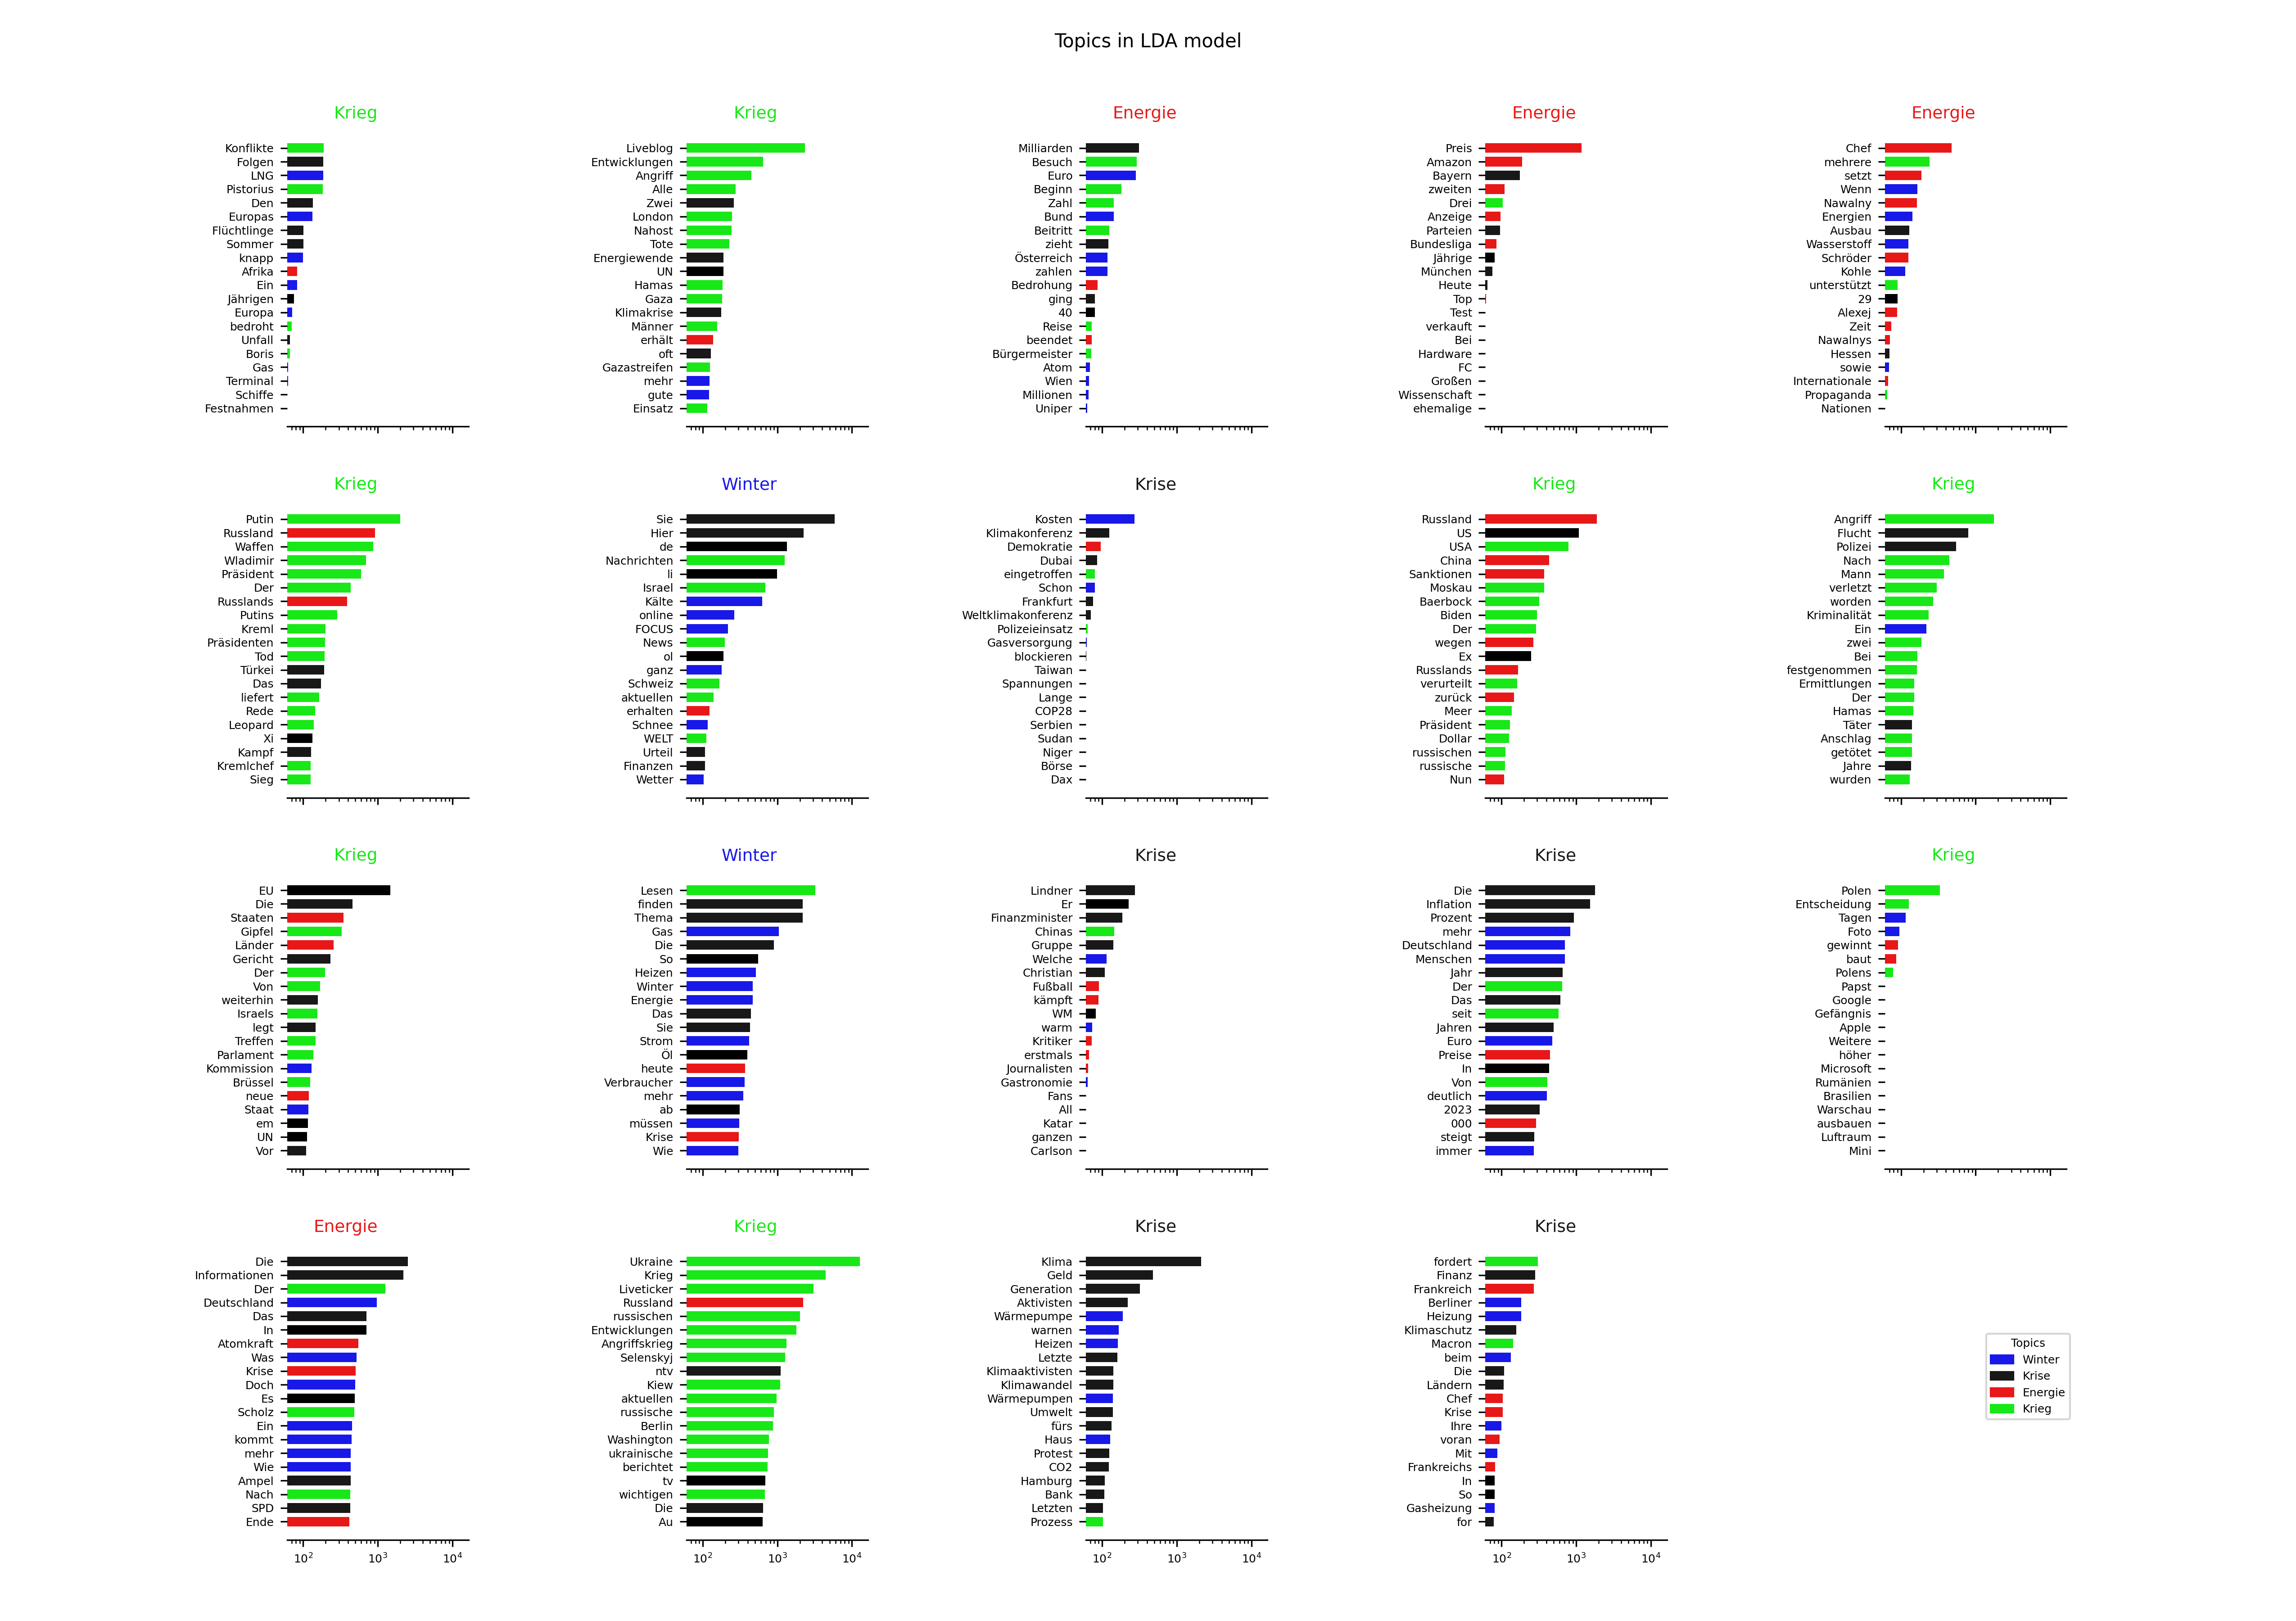 Topics in LDA model
Krieg
Konflikte
Folgen
LNG
Pistorius
Den
Europas
Flüchtlinge
Sommer
knapp
Afrika
Ein
Jährigen
Europa
bedroht
Unfall
Boris
Gas
Terminal
Schiffe
Festnahmen
Krieg
Liveblog
Entwicklungen
Angriff
Alle
Zwei
London
Nahost
Tote
Energiewende
UN
Hamas
Gaza
Klimakrise
Männer
erhält
oft
Gazastreifen
mehr
gute
Einsatz
Energie
Milliarden
Besuch
Euro
Beginn
Zahl
Bund
Beitritt
zieht
Österreich
zahlen
Bedrohung
ging
40
Reise
beendet
Bürgermeister
Atom
Wien
Millionen
Uniper
Energie
Preis
Amazon
Bayern
zweiten
Drei
Anzeige
Parteien
Bundesliga
Jährige
München
Heute
Top
Test
verkauft
Bei
Hardware
FC
Großen
Wissenschaft
ehemalige
Energie
Chef
mehrere
setzt
Wenn
Nawalny
Energien
Ausbau
Wasserstoff
Schröder
Kohle
unterstützt
29
Alexej
Zeit
Nawalnys
Hessen
sowie
Internationale
Propaganda
Nationen
Krieg
Putin
Russland
Waffen
Wladimir
Präsident
Der
Russlands
Putins
Kreml
Präsidenten
Tod
Türkei
Das
liefert
Rede
Leopard
Xi
Kampf
Kremlchef
Sieg
Winter
Sie
Hier
de
Nachrichten
li
Israel
Kälte
online
FOCUS
News
ol
ganz
Schweiz
aktuellen
erhalten
Schnee
WELT
Urteil
Finanzen
Wetter
Krise
Kosten
Klimakonferenz
Demokratie
Dubai
eingetroffen
Schon
Frankfurt
Weltklimakonferenz
Polizeieinsatz
Gasversorgung
blockieren
Taiwan
Spannungen
Lange
COP28
Serbien
Sudan
Niger
Börse
Dax
Krieg
Russland
US
USA
China
Sanktionen
Moskau
Baerbock
Biden
Der
wegen
Ex
Russlands
verurteilt
zurück
Meer
Präsident
Dollar
russischen
russische
Nun
Krieg
Angriff
Flucht
Polizei
Nach
Mann
verletzt
worden
Kriminalität
Ein
zwei
Bei
festgenommen
Ermittlungen
Der
Hamas
Täter
Anschlag
getötet
Jahre
wurden
Krieg
EU
Die
Staaten
Gipfel
Länder
Gericht
Der
Von
weiterhin
Israels
legt
Treffen
Parlament
Kommission
Brüssel
neue
Staat
em
UN
Vor
Winter
Lesen
finden
Thema
Gas
Die
So
Heizen
Winter
Energie
Das
Sie
Strom
Öl
heute
Verbraucher
mehr
ab
müssen
Krise
Wie
Krise
Lindner
Er
Finanzminister
Chinas
Gruppe
Welche
Christian
Fußball
kämpft
WM
warm
Kritiker
erstmals
Journalisten
Gastronomie
Fans
All
Katar
ganzen
Carlson
Krise
Die
Inflation
Prozent
mehr
Deutschland
Menschen
Jahr
Der
Das
seit
Jahren
Euro
Preise
In
Von
deutlich
2023
000
steigt
immer
Krieg
Polen
Entscheidung
Tagen
Foto
gewinnt
baut
Polens
Papst
Google
Gefängnis
Apple
Weitere
höher
Microsoft
Rumänien
Brasilien
Warschau
ausbauen
Luftraum
Mini
Energie
Die
Informationen
Der
Deutschland
Das
In
Atomkraft
Was
Krise
Doch
Es
Scholz
Ein
kommt
mehr
Wie
Ampel
Nach
SPD
Ende
10² 10³ 10⁴
Krieg
Ukraine
Krieg
Liveticker
Russland
russischen
Entwicklungen
Angriffskrieg
Selenskyj
ntv
Kiew
aktuellen
russische
Berlin
Washington
ukrainische
berichtet
tv
wichtigen
Die
Au
10² 10³ 10⁴
Krise
Klima
Geld
Generation
Aktivisten
Wärmepumpe
warnen
Heizen
Letzte
Klimaaktivisten
Klimawandel
Wärmepumpen
Umwelt
fürs
Haus
Protest
CO2
Hamburg
Bank
Letzten
Prozess
10² 10³ 10⁴
Krise
fordert
Finanz
Frankreich
Berliner
Heizung
Klimaschutz
Macron
beim
Die
Ländern
Chef
Krise
Ihre
voran
Mit
Frankreichs
In
So
Gasheizung
for
10² 10³ 10⁴
Topics
Winter
Krise
Energie
Krieg